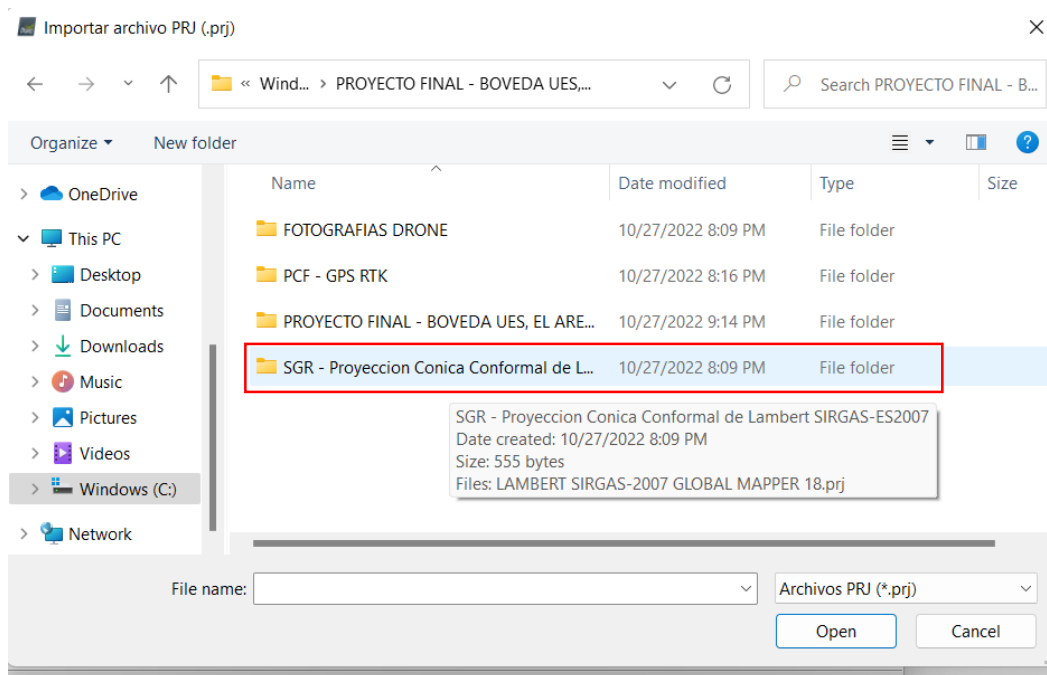 Importar archivo PRJ (.prj)
« Wind... > PROYECTO FINAL - BOVEDA UES,...
Search PROYECTO FINAL - B...
Organize
New folder
Name
Date modified
Type
Size
OneDrive
This PC
Desktop
Documents
Downloads
Music
Pictures
Videos
Windows (C:)
Network
FOTOGRAFIAS DRONE 10/27/2022 8:09 PM File folder
PCF - GPS RTK 10/27/2022 8:16 PM File folder
PROYECTO FINAL - BOVEDA UES, EL ARE... 10/27/2022 9:14 PM File folder
SGR - Proyeccion Conica Conformal de L... 10/27/2022 8:09 PM File folder
SGR - Proyeccion Conica Conformal de Lambert SIRGAS-ES2007
Date created: 10/27/2022 8:09 PM
Size: 555 bytes
Files: LAMBERT SIRGAS-2007 GLOBAL MAPPER 18.prj
File name:
Archivos PRJ (*.prj)
Open
Cancel